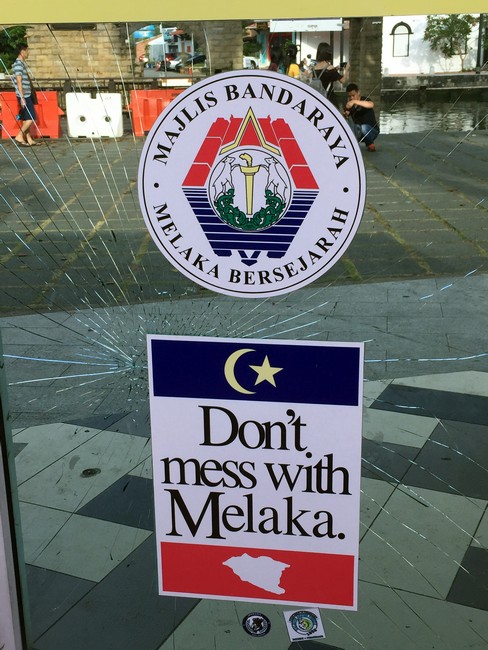 MAJLIS BANDARAYA
• MELAKA BERSEJARAH •
Don't
mess with
Melaka.